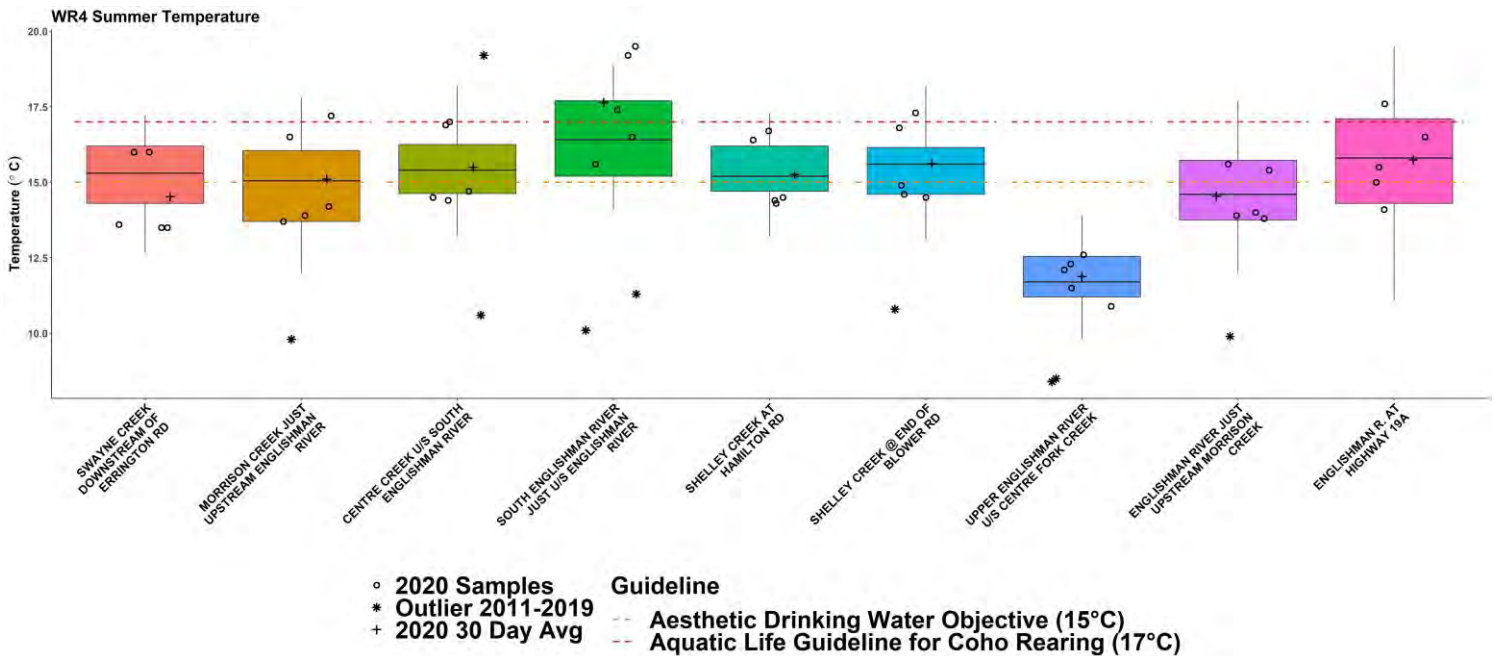 WR4 Summer Temperature
20.0
17.5
15.0
12.5
10.0
Temperature (° C)
SWAYNE CREEK
DOWNSTREAM OF
ERRINGTON RD
MORRISON CREEK JUST
UPSTREAM ENGLISHMAN
RIVER
CENTRE CREEK U/S SOUTH
ENGLISHMAN RIVER
SOUTH ENGLISHMAN RIVER
JUST U/S ENGLISHMAN
RIVER
SHELLEY CREEK AT
HAMILTON RD
SHELLEY CREEK @ END OF
BLOWER RD
UPPER ENGLISHMAN RIVER
U/S CENTRE FORK CREEK
ENGLISHMAN RIVER JUST
UPSTREAM MORRISON
CREEK
ENGLISHMAN R. AT
HIGHWAY 19A
2020 Samples
Outlier 2011-2019
2020 30 Day Avg
Guideline
Aesthetic Drinking Water Objective (15°C)
Aquatic Life Guideline for Coho Rearing (17°C)